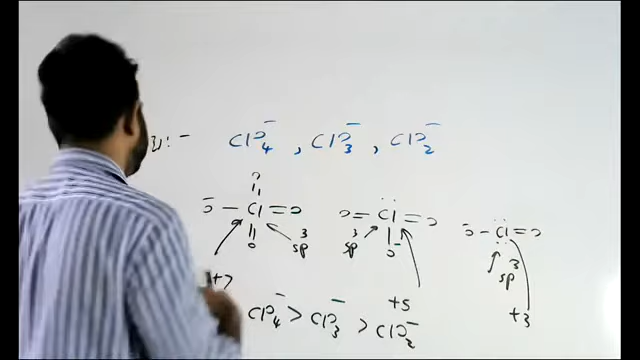 ClO₄⁻ , ClO₃⁻ , ClO₂⁻
O
O⁻ — Cl = O
O
sp³
+7
O = Cl = O
O⁻
sp³
+5
O⁻ — Cl = O
sp³
+3
ClO₄⁻ > ClO₃⁻ > ClO₂⁻